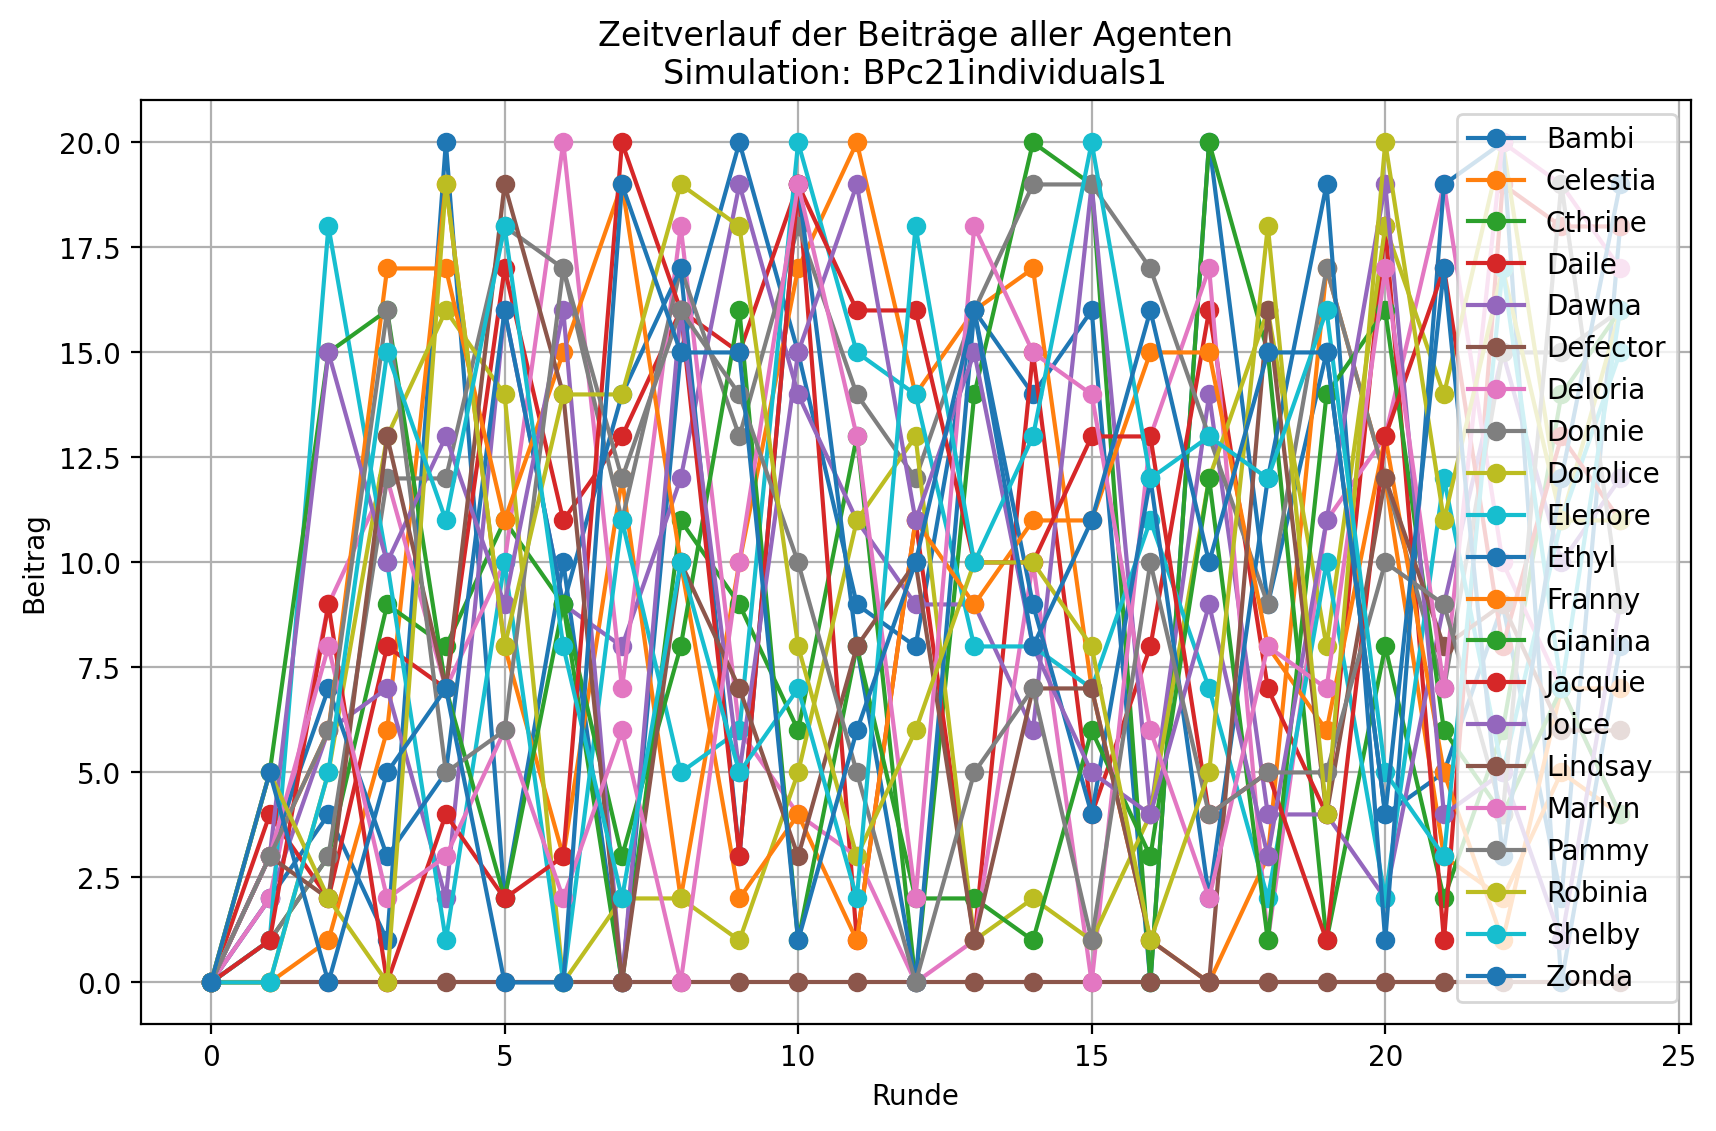 Zeitverlauf der Beiträge aller Agenten
Simulation: BPc21individuals1
Beitrag
20.0
17.5
15.0
12.5
10.0
7.5
5.0
2.5
0.0
0
5
10
15
20
25
Runde
Bambi
Celestia
Cthrine
Daile
Dawna
Defector
Deloria
Donnie
Dorolice
Elenore
Ethyl
Franny
Gianina
Jacquie
Joice
Lindsay
Marlyn
Pammy
Robinia
Shelby
Zonda